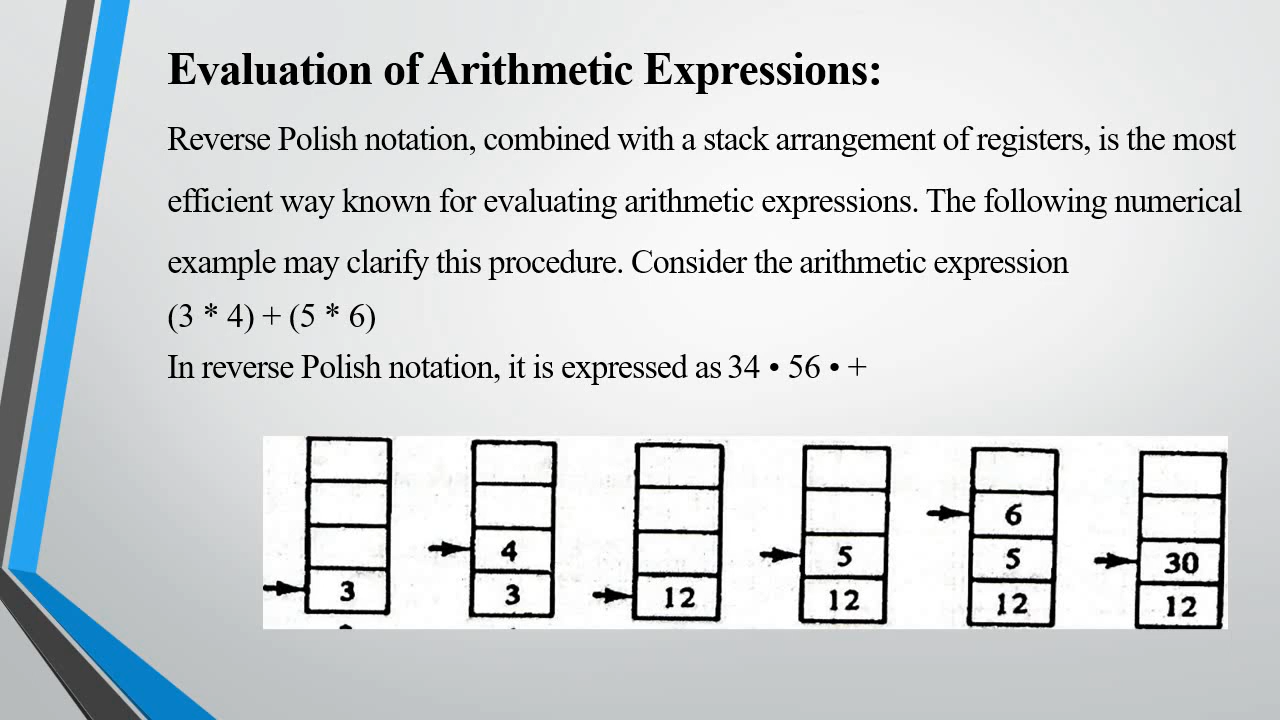 Evaluation of Arithmetic Expressions:
Reverse Polish notation, combined with a stack arrangement of registers, is the most
efficient way known for evaluating arithmetic expressions. The following numerical
example may clarify this procedure. Consider the arithmetic expression
(3 * 4) + (5 * 6)
In reverse Polish notation, it is expressed as 34 • 56 • +
6
4 5 5 30
3 3 12 12 12 12